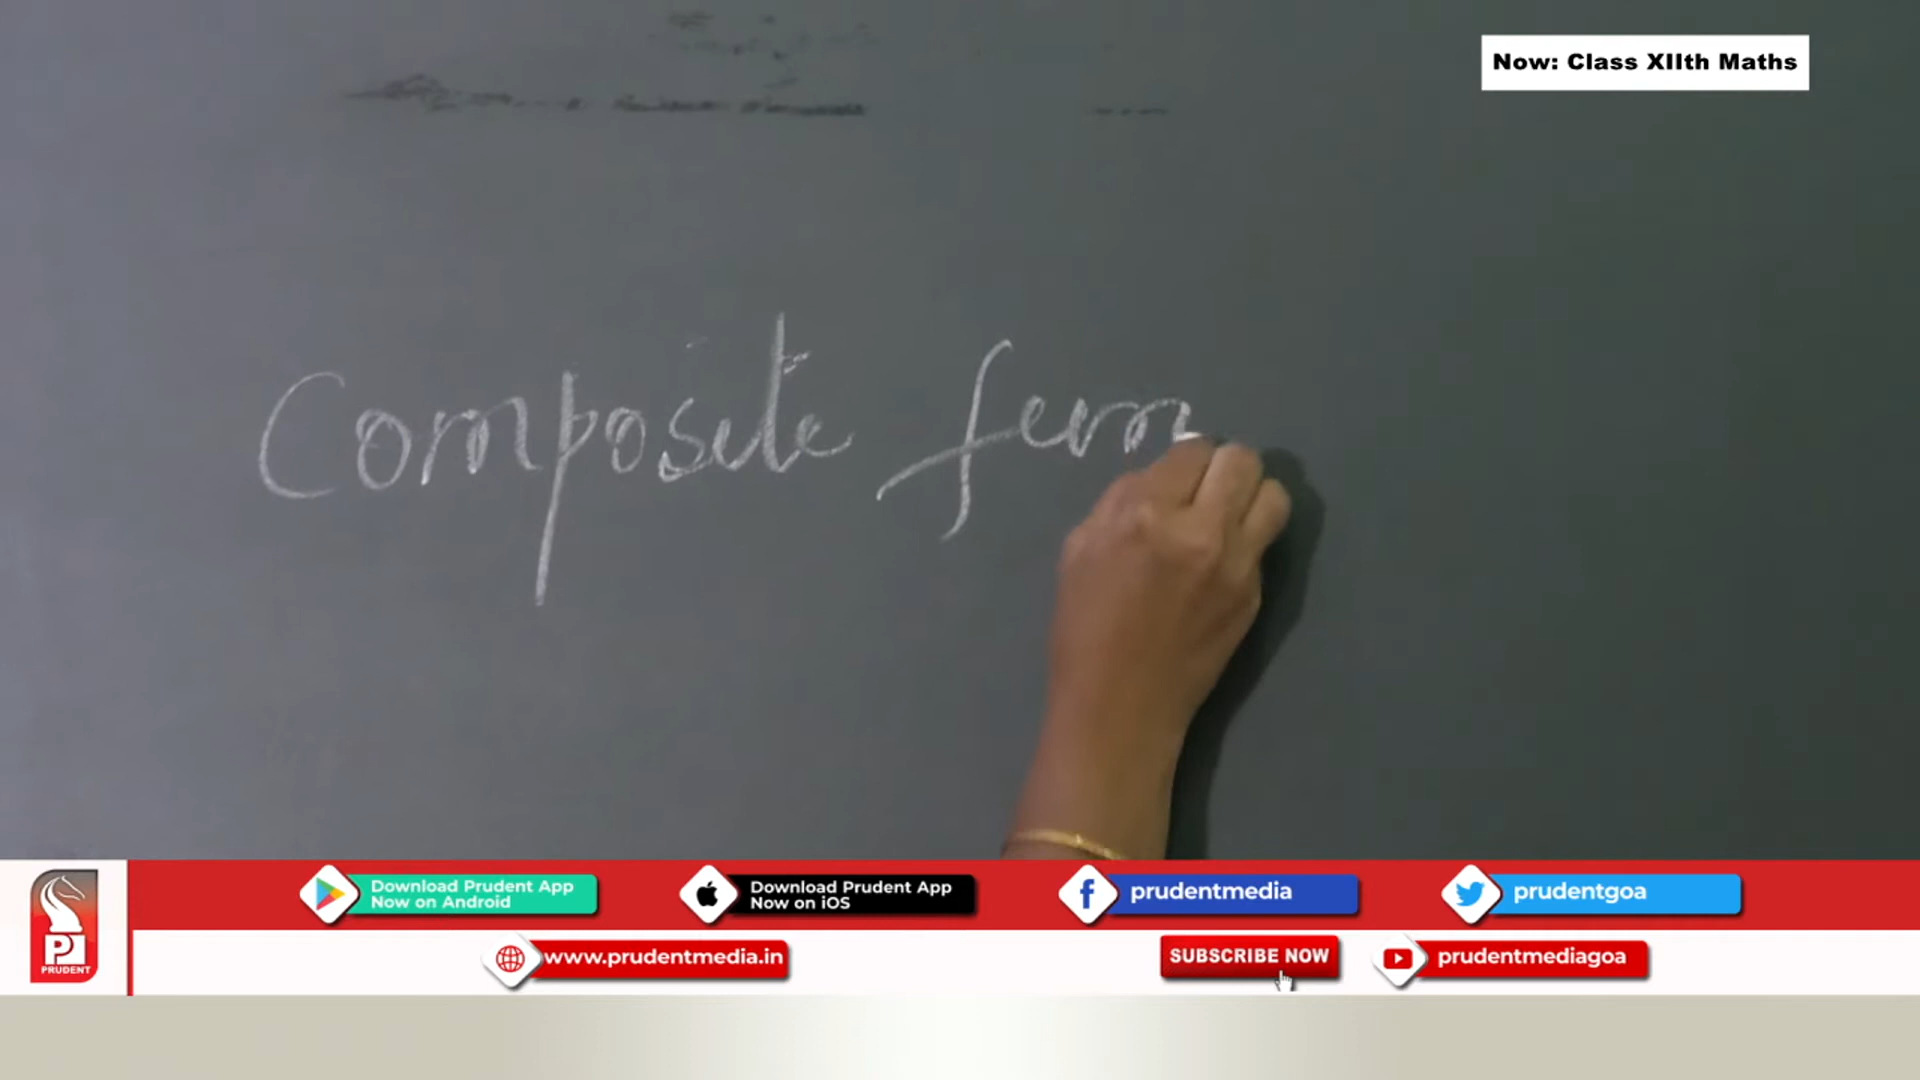 Now: Class XIIth Maths
Composite fun
Download Prudent App
Now on Android
Download Prudent App
Now on iOS
prudentmedia
prudentgoa
PRUDENT
www.prudentmedia.in
SUBSCRIBE NOW
prudentmediagoa